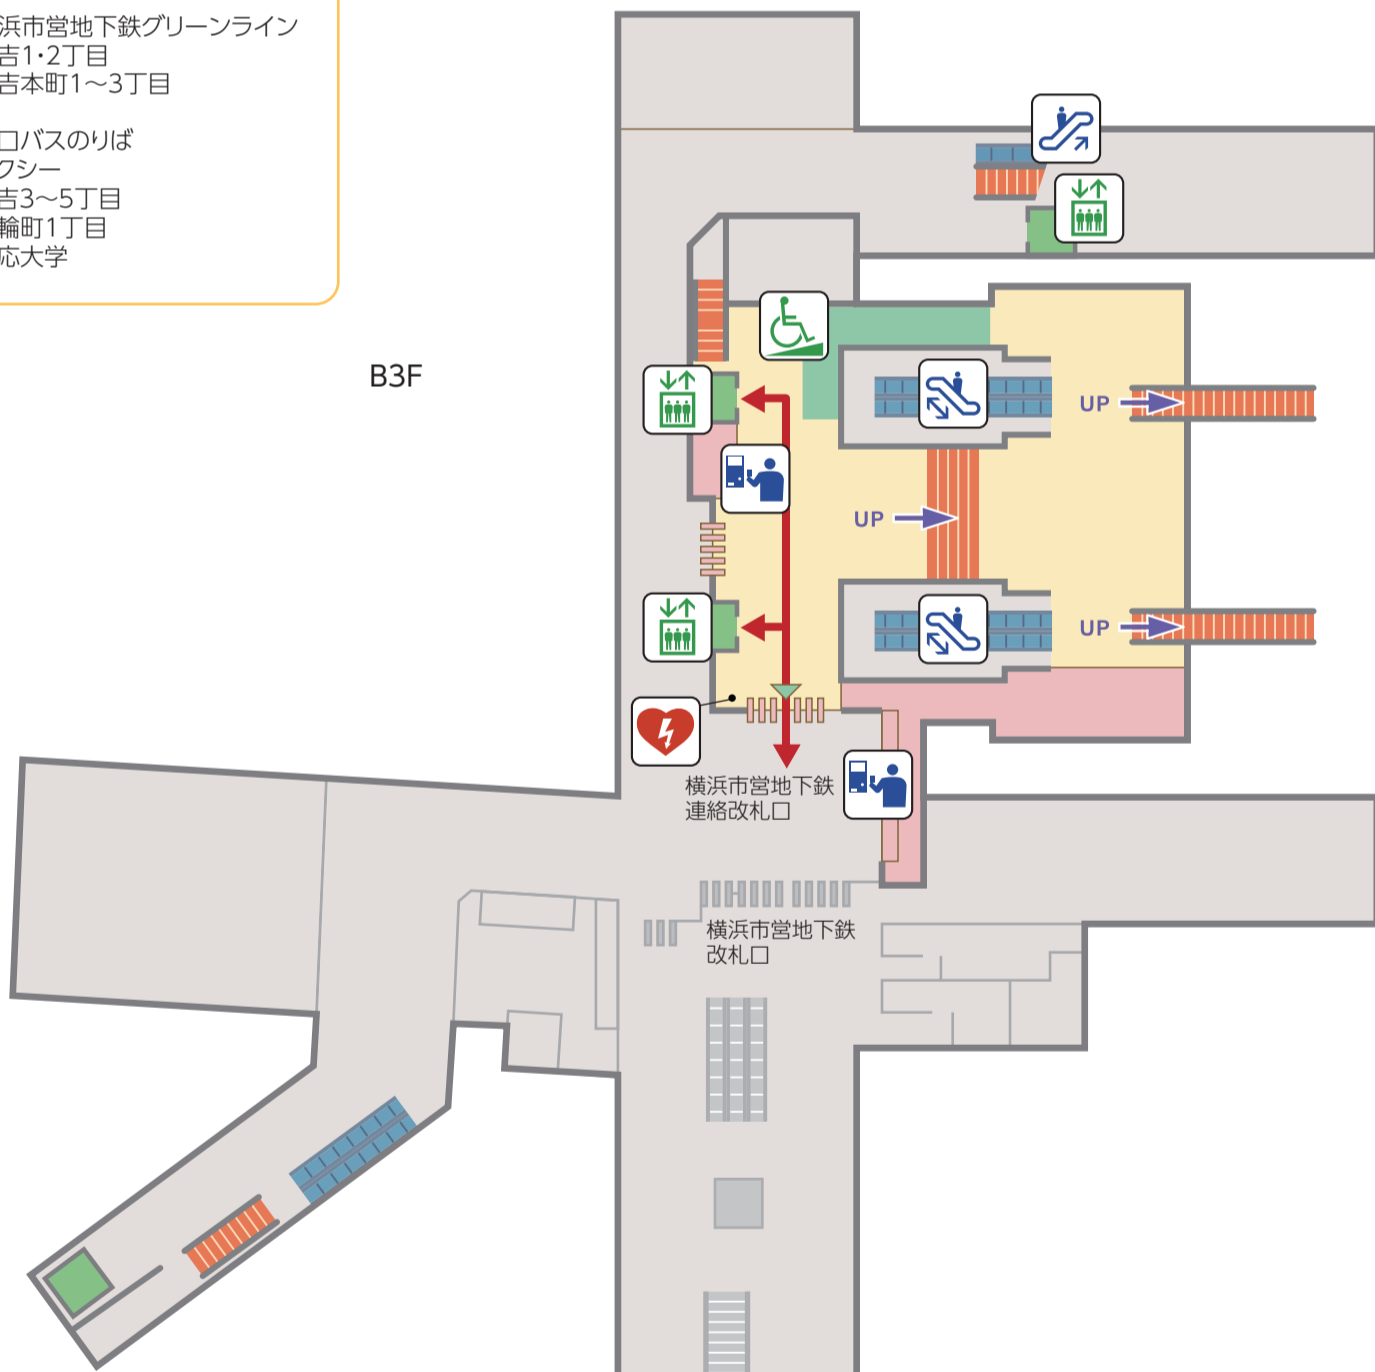 浜市営地下鉄グリーンライン
吉1・2丁目
吉本町1～3丁目
口バスのりば
クシー
吉3～5丁目
輪町1丁目
応大学
B3F
UP
UP
UP
横浜市営地下鉄
連絡改札口
横浜市営地下鉄
改札口